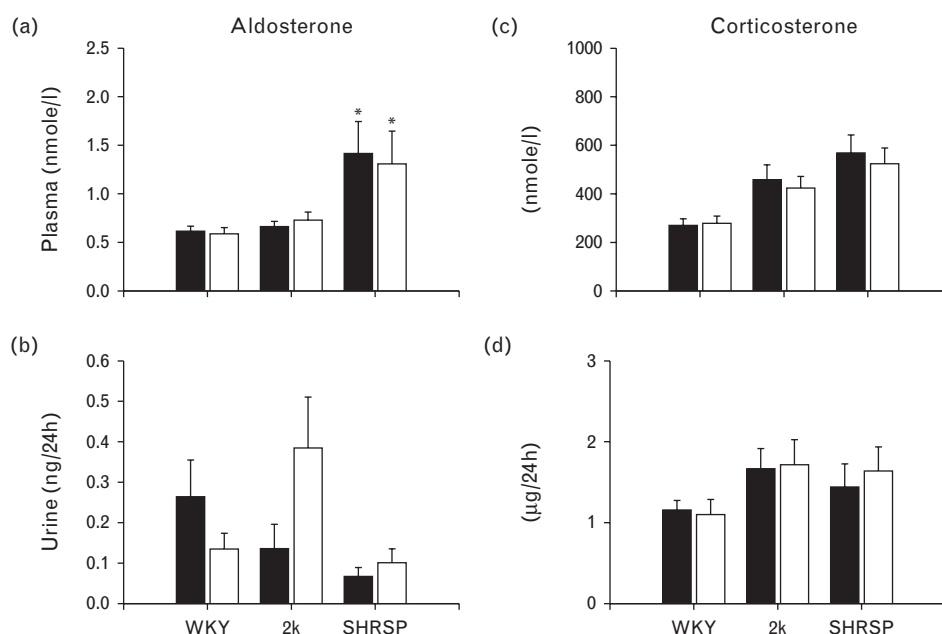 (a)
Aldosterone
2.5
2.0
1.5
1.0
0.5
0.0
Plasma (nmole/l)
* *
(c)
Corticosterone
1000
800
600
400
200
0
(nmole/l)
(b)
0.6
0.5
0.4
0.3
0.2
0.1
0.0
Urine (ng/24h)
WKY 2k SHRSP
(d)
3
2
1
0
(μg/24h)
WKY 2k SHRSP